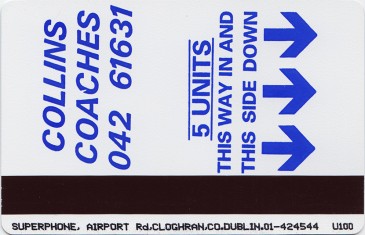 COLLINS
COACHES
042 61631
5 UNITS
THIS WAY IN AND
THIS SIDE DOWN
SUPERPHONE, AIRPORT Rd,CLOGHRAN,CO.DUBLIN.01-424544 U100